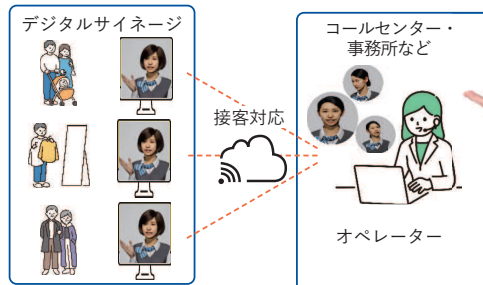 デジタルサイネージ
コールセンター・
事務所など
接客対応
オペレーター